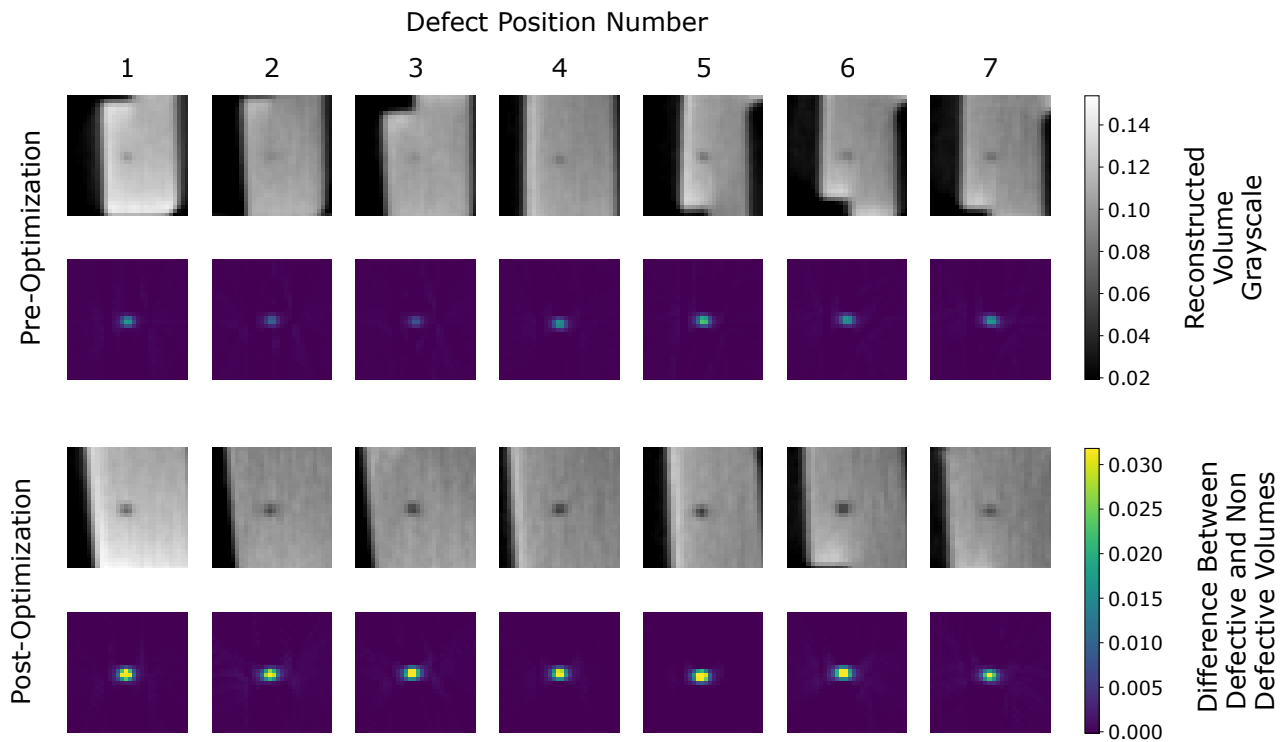 Defect Position Number
1 2 3 4 5 6 7
Pre-Optimization
0.14
0.12
0.10
0.08
0.06
0.04
0.02
Reconstructed
Volume
Grayscale
Post-Optimization
0.030
0.025
0.020
0.015
0.010
0.005
0.000
Difference Between
Defective and Non
Defective Volumes